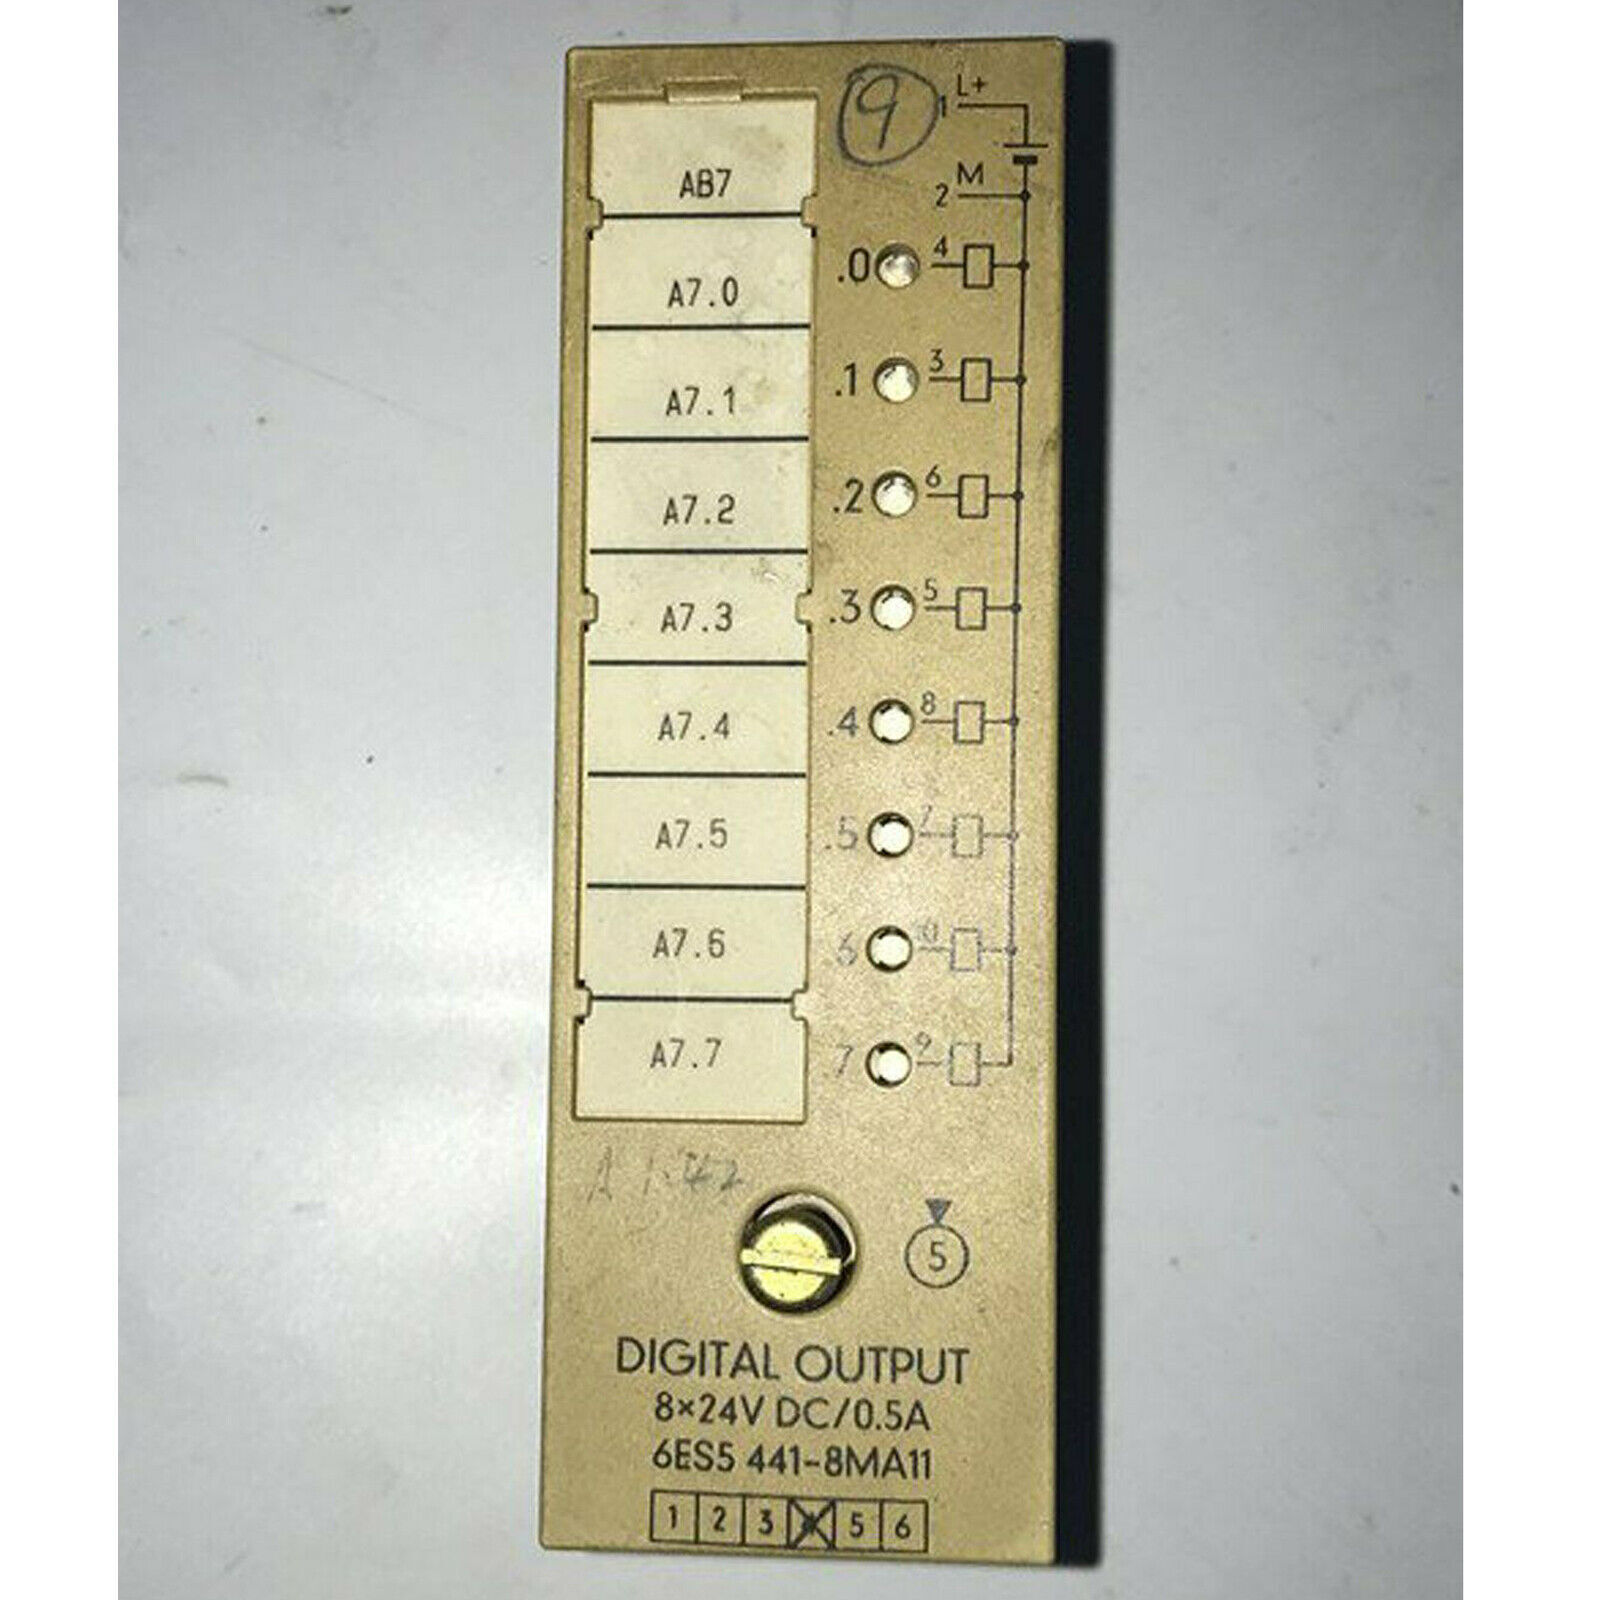 9
L+
1
AB7
M
2
A7.0
.0 4
A7.1
.1 3
A7.2
.2 6
A7.3
.3 5
A7.4
.4 8
A7.5
.5 7
A7.6
.6 10
A7.7
.7 9
5
DIGITAL OUTPUT
8×24V DC/0.5A
6ES5 441-8MA11
1 2 3 4 5 6